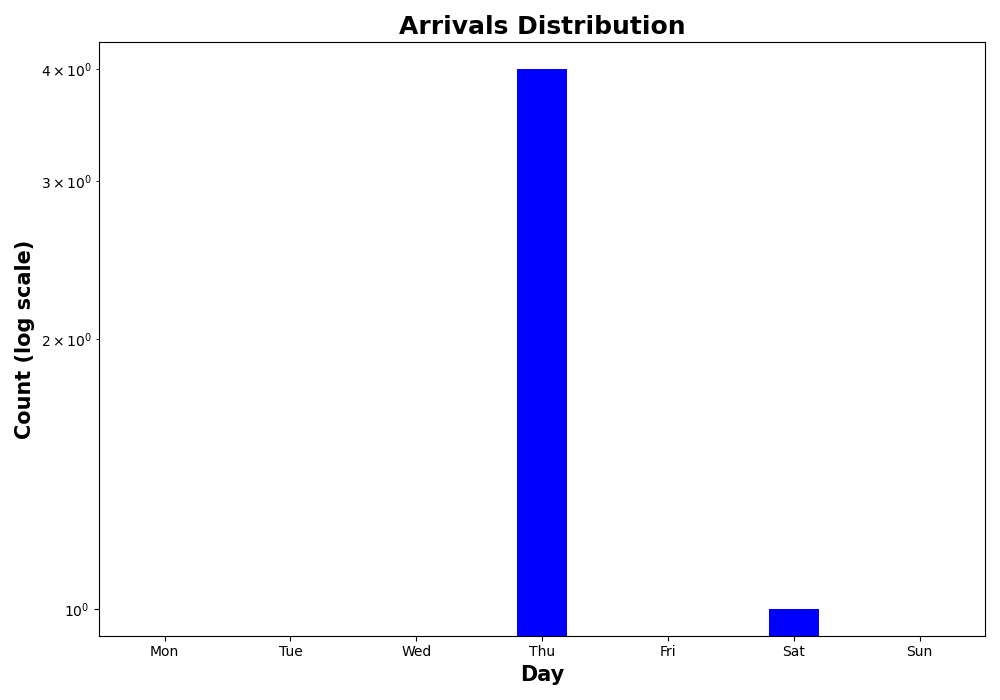 Arrivals Distribution
4 × 10⁰
3 × 10⁰
2 × 10⁰
10⁰
Count (log scale)
Mon Tue Wed Thu Fri Sat Sun
Day